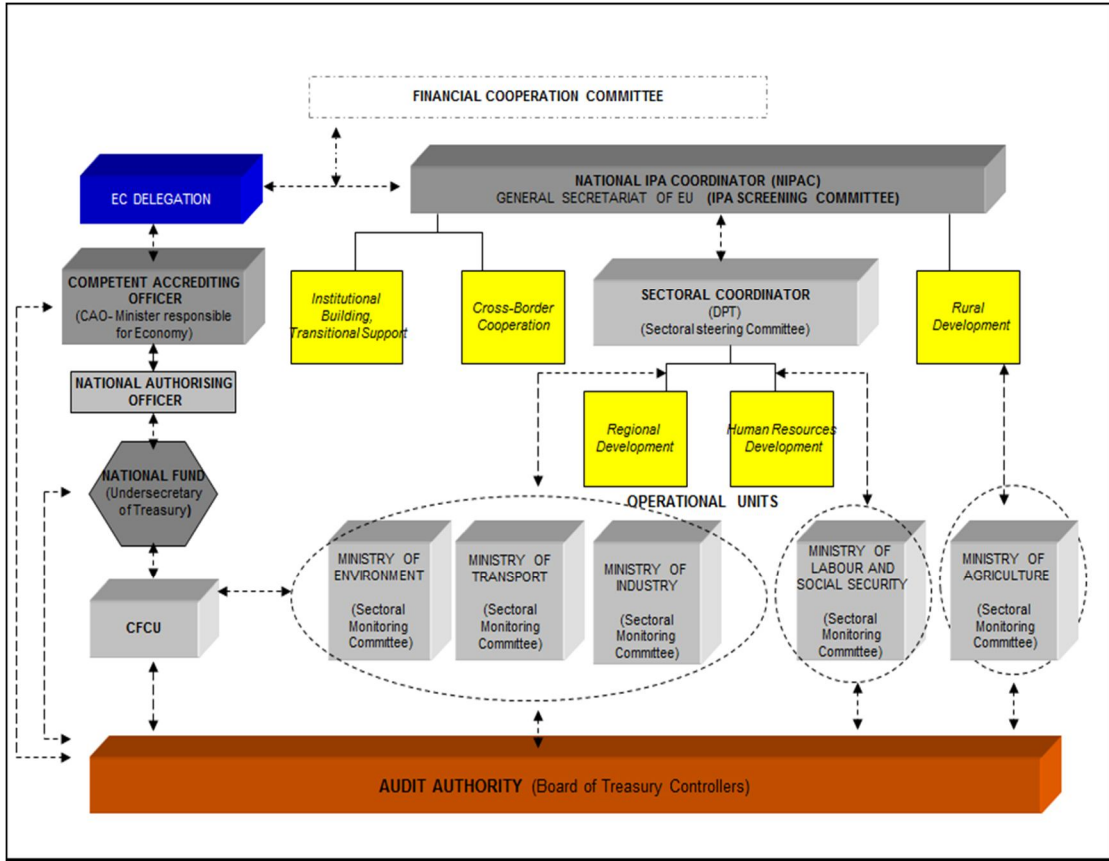 FINANCIAL COOPERATION COMMITTEE
EC DELEGATION
NATIONAL IPA COORDINATOR (NIPAC)
GENERAL SECRETARIAT OF EU (IPA SCREENING COMMITTEE)
COMPETENT ACCREDITING
OFFICER
(CAO- Minister responsible
for Economy)
Institutional
Building,
Transitional Support
Cross-Border
Cooperation
SECTORAL COORDINATOR
(DPT)
(Sectoral steering Committee)
Rural
Development
NATIONAL AUTHORISING
OFFICER
Regional
Development
Human Resources
Development
NATIONAL FUND
(Undersecretary
of Treasury)
OPERATIONAL UNITS
MINISTRY OF
ENVIRONMENT
(Sectoral
Monitoring
Committee)
MINISTRY OF
TRANSPORT
(Sectoral
Monitoring
Committee)
MINISTRY OF
INDUSTRY
(Sectoral
Monitoring
Committee)
MINISTRY OF
LABOUR AND
SOCIAL SECURITY
(Sectoral
Monitoring
Committee)
MINISTRY OF
AGRICULTURE
(Sectoral
Monitoring
Committee)
CFCU
AUDIT AUTHORITY (Board of Treasury Controllers)